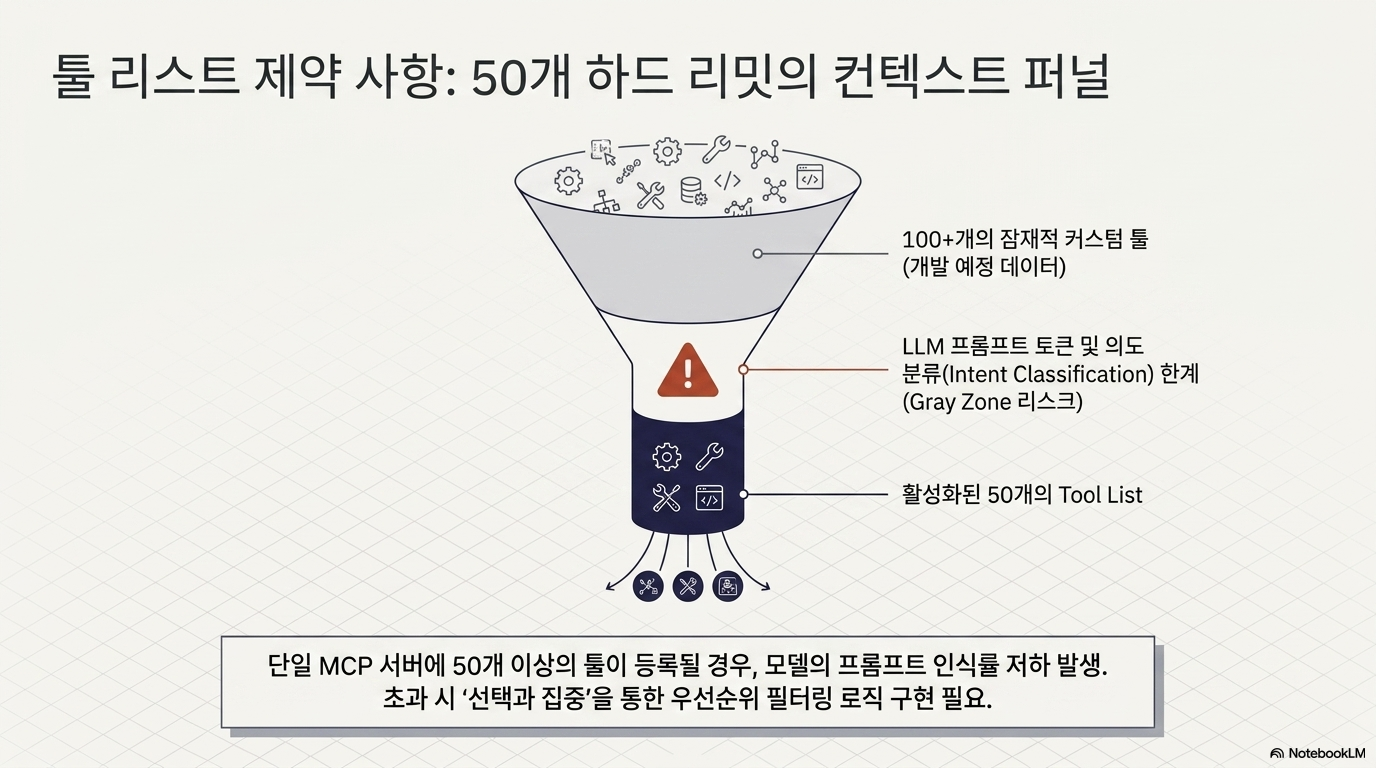 툴 리스트 제약 사항: 50개 하드 리밋의 컨텍스트 퍼널
100+개의 잠재적 커스텀 툴
(개발 예정 데이터)
LLM 프롬프트 토큰 및 의도
분류(Intent Classification) 한계
(Gray Zone 리스크)
활성화된 50개의 Tool List
단일 MCP 서버에 50개 이상의 툴이 등록될 경우, 모델의 프롬프트 인식률 저하 발생.
초과 시 ‘선택과 집중’을 통한 우선순위 필터링 로직 구현 필요.
NotebookLM